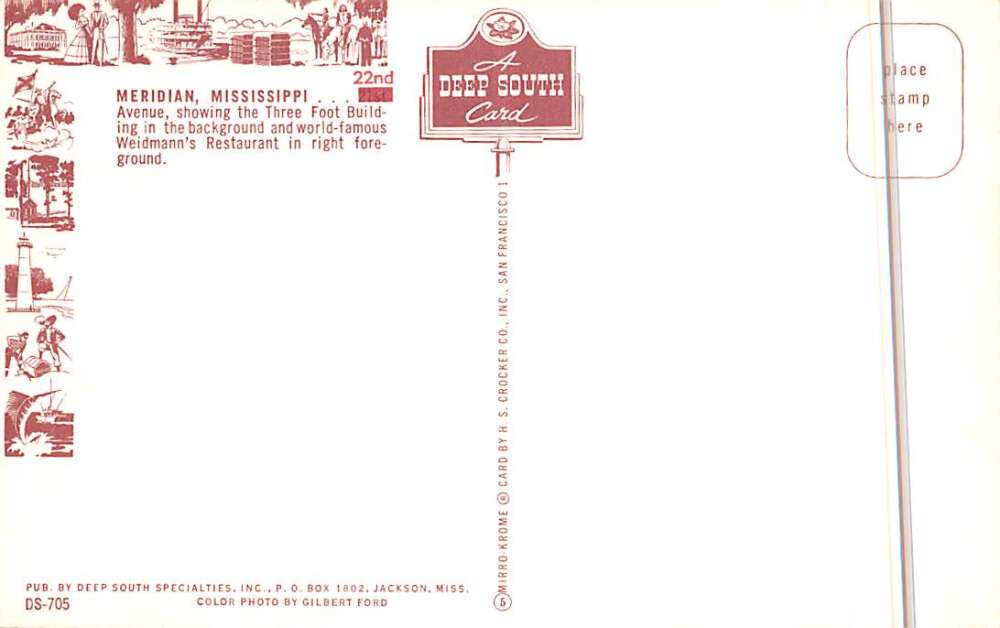 22nd
MERIDIAN, MISSISSIPPI . . .
Avenue, showing the Three Foot Build-
ing in the background and world-famous
Weidmann's Restaurant in right fore-
ground.
A
DEEP SOUTH
Card
place
stamp
here
MIRRO-KROME ® CARD BY H. S. CROCKER CO., INC., SAN FRANCISCO 1
5
PUB. BY DEEP SOUTH SPECIALTIES, INC., P. O. BOX 1802, JACKSON, MISS.
DS-705
COLOR PHOTO BY GILBERT FORD